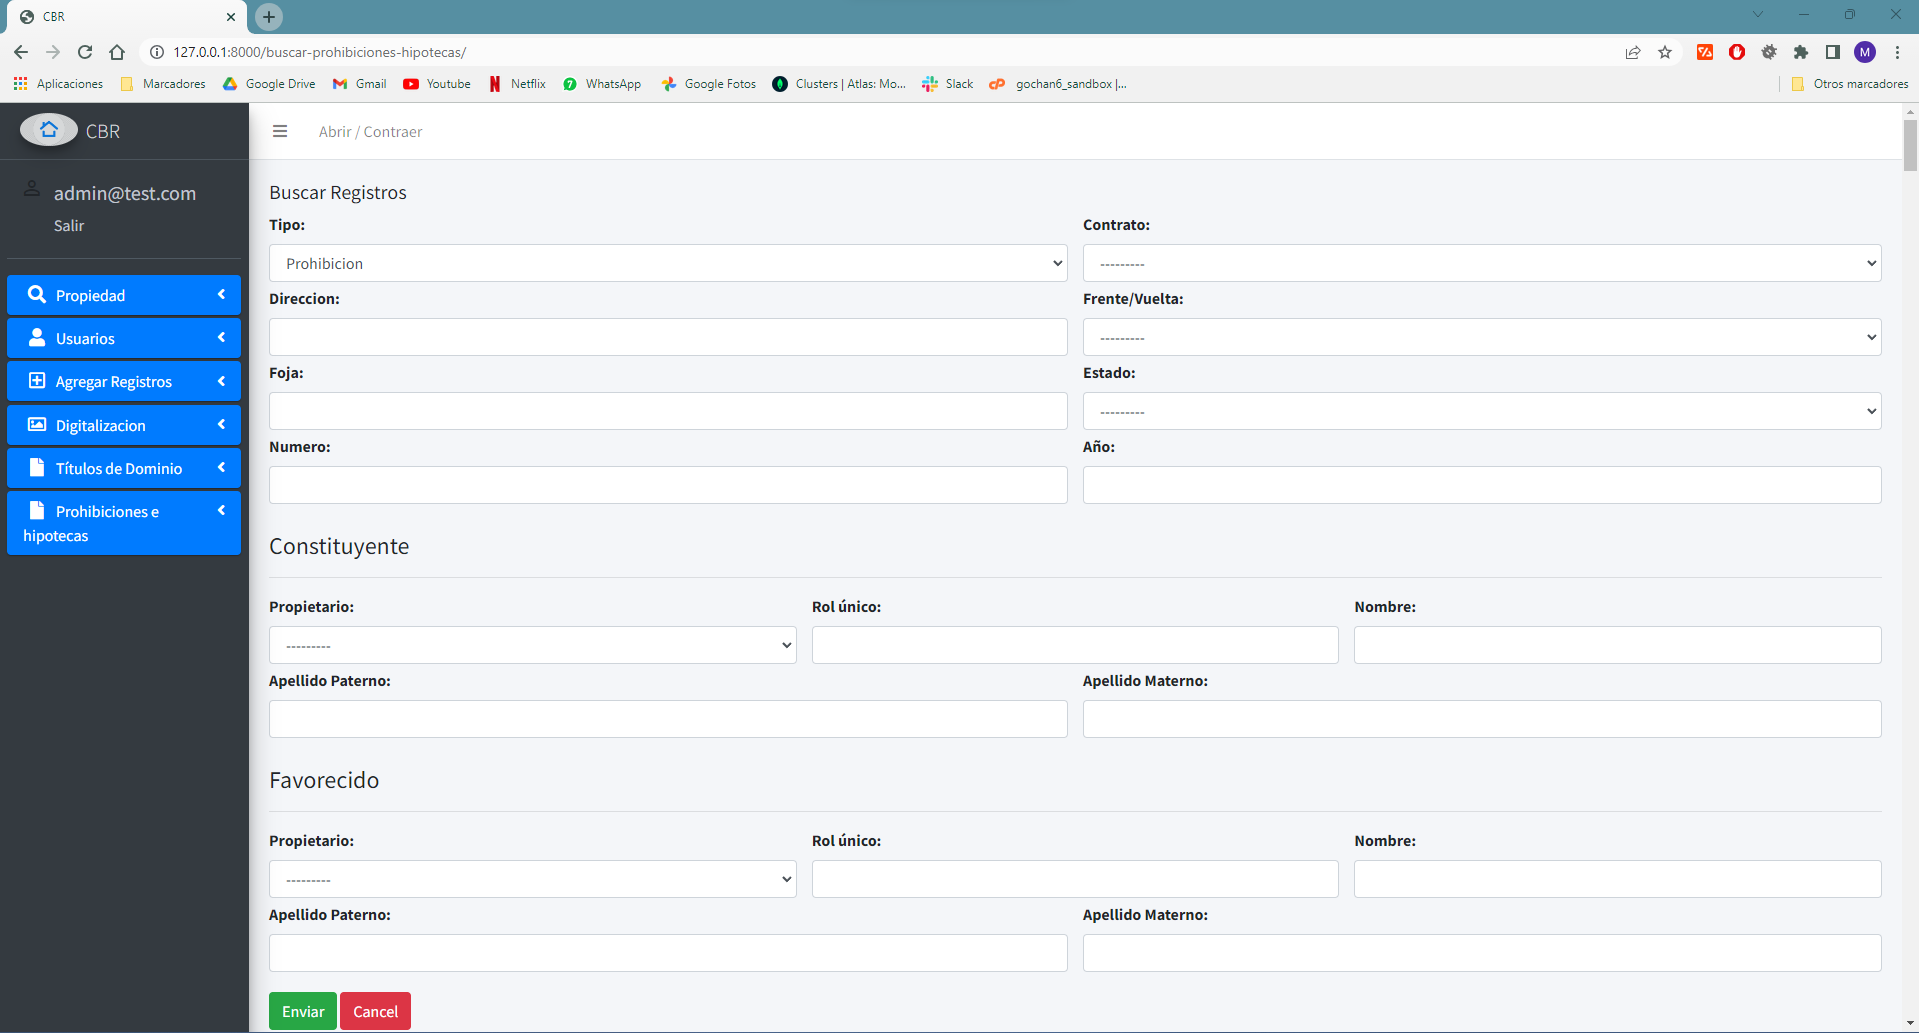 CBR
127.0.0.1:8000/buscar-prohibiciones-hipotecas/
M
Aplicaciones
Marcadores
Google Drive
Gmail
Youtube
Netflix
WhatsApp
Google Fotos
Clusters | Atlas: Mo...
Slack
gochan6_sandbox |...
Otros marcadores
CBR
Abrir / Contraer
admin@test.com
Salir
Propiedad
Usuarios
Agregar Registros
Digitalizacion
Títulos de Dominio
Prohibiciones e
hipotecas
Buscar Registros
Tipo:
Contrato:
Prohibicion
---------
Direccion:
Frente/Vuelta:
---------
Foja:
Estado:
---------
Numero:
Año:
Constituyente
Propietario:
Rol único:
Nombre:
---------
Apellido Paterno:
Apellido Materno:
Favorecido
Propietario:
Rol único:
Nombre:
---------
Apellido Paterno:
Apellido Materno:
Enviar
Cancel